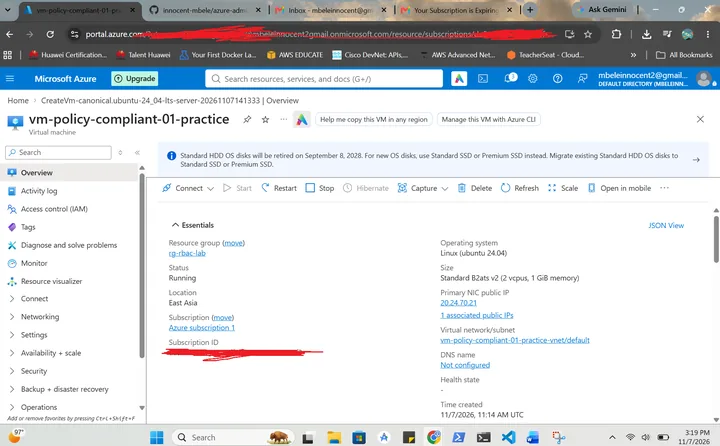 vm-policy-compliant-01-po
innocent-mbele/azure-adm
Inbox - mbeleinnocent@gm
Your Subscription is Expirin
Ask Gemini
portal.azure.com
mbeleinnocent2gmail.onmicrosoft.com/resource/subscriptions/
Huawei Certification...
Talent Huawei
Your First Docker La...
AWS EDUCATE
Cisco DevNet: APIs,...
AWS Advanced Net...
TeacherSeat - Cloud...
All Bookmarks
Microsoft Azure
Upgrade
Search resources, services, and docs (G+/)
mbeleinnocent2@gmail....
DEFAULT DIRECTORY (MBELEINN...
Home > CreateVm-canonical.ubuntu-24_04-lts-server-20261107141333 | Overview
vm-policy-compliant-01-practice
Virtual machine
Help me copy this VM in any region
Manage this VM with Azure CLI
Search
Overview
Activity log
Access control (IAM)
Tags
Diagnose and solve problems
Monitor
Resource visualizer
Connect
Networking
Settings
Availability + scale
Security
Backup + disaster recovery
Operations
Add or remove favorites by pressing Ctrl+Shift+F
Standard HDD OS disks will be retired on September 8, 2028. For new OS disks, use Standard SSD or Premium SSD instead. Migrate existing Standard HDD OS disks to
Standard SSD or Premium SSD.
Connect
Start
Restart
Stop
Hibernate
Capture
Delete
Refresh
Scale
Open in mobile
Essentials
JSON View
Resource group (move)
rg-rbac-lab
Status
Running
Location
East Asia
Subscription (move)
Azure subscription 1
Subscription ID
Operating system
Linux (ubuntu 24.04)
Size
Standard B2ats v2 (2 vcpus, 1 GiB memory)
Primary NIC public IP
20.24.70.21
1 associated public IPs
Virtual network/subnet
vm-policy-compliant-01-practice-vnet/default
DNS name
Not configured
Health state
-
Time created
11/7/2026, 11:14 AM UTC
97°
Search
3:19 PM
11/7/2026